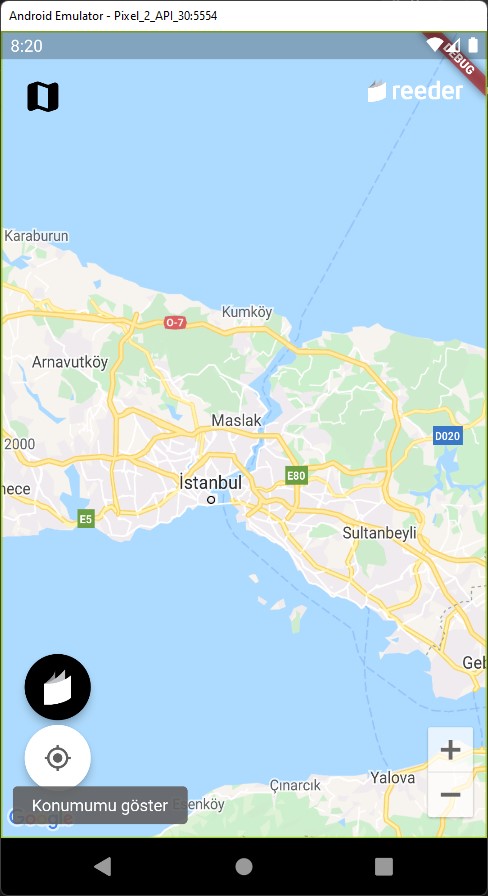 Android Emulator - Pixel_2_API_30:5554
8:20
DEBUG
reeder
Karaburun
Kumköy
O-7
Arnavutköy
Maslak
D020
2000
E80
İstanbul
nece
E5
Sultanbeyli
Geb
+
Yalova
Çınarcık
−
Esenköy
Konumumu göster
Google